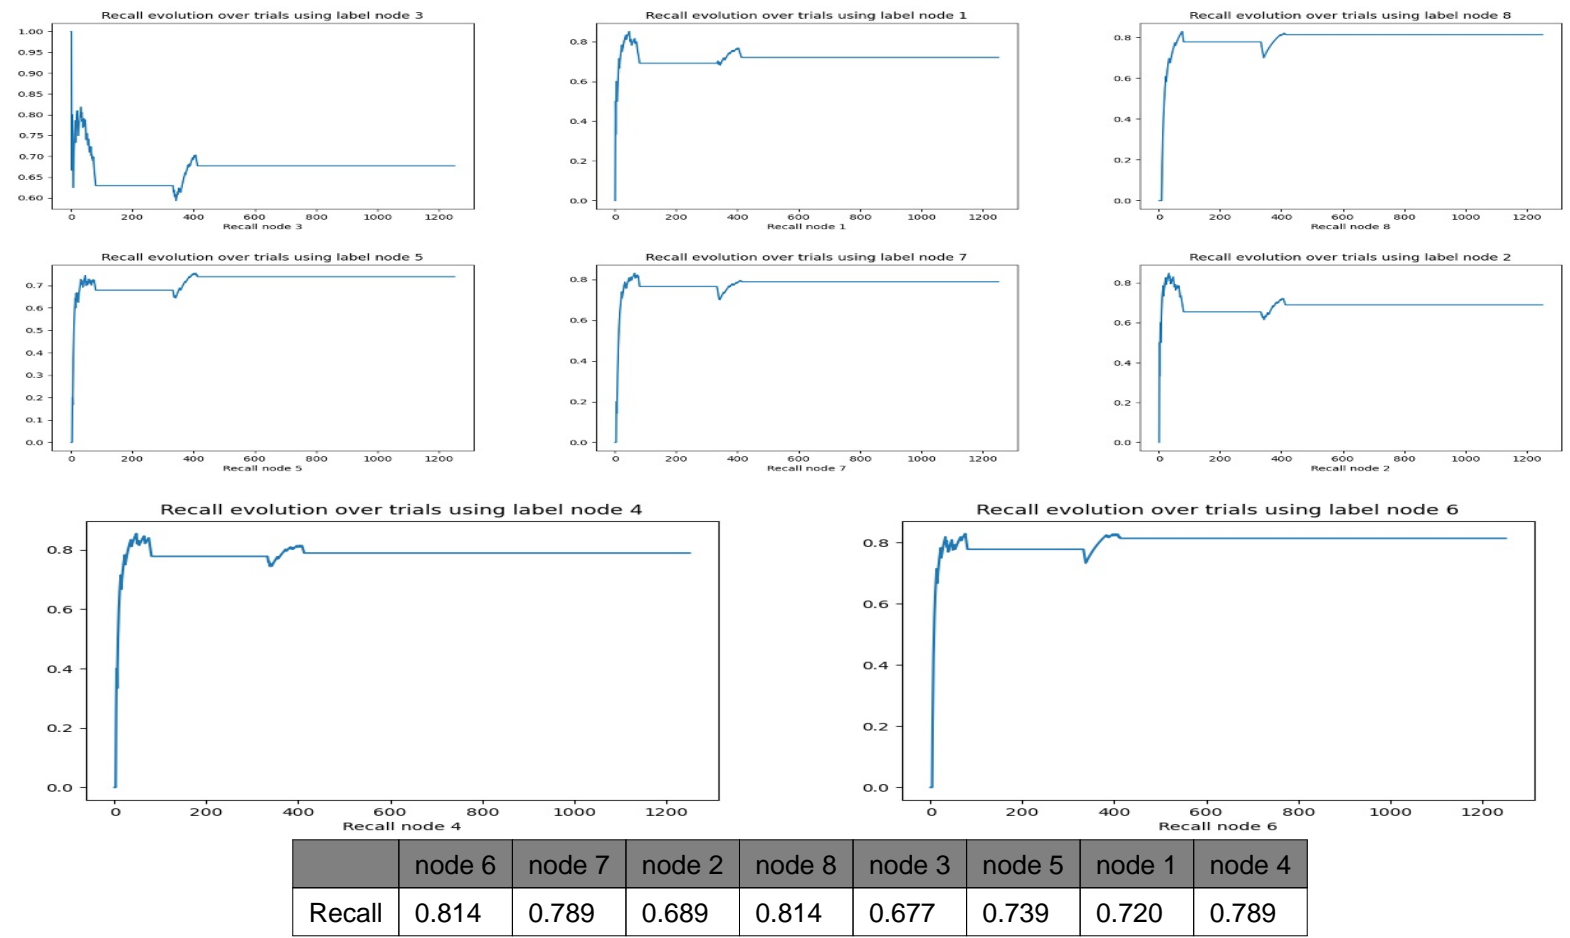 Recall evolution over trials using label node 3
1.00
0.95
0.90
0.85
0.80
0.75
0.70
0.65
0.60
0 200 400 600 800 1000 1200
Recall node 3
Recall evolution over trials using label node 1
0.8
0.6
0.4
0.2
0.0
0 200 400 600 800 1000 1200
Recall node 1
Recall evolution over trials using label node 8
0.8
0.6
0.4
0.2
0.0
0 200 400 600 800 1000 1200
Recall node 8
Recall evolution over trials using label node 5
0.7
0.6
0.5
0.4
0.3
0.2
0.1
0.0
0 200 400 600 800 1000 1200
Recall node 5
Recall evolution over trials using label node 7
0.8
0.6
0.4
0.2
0.0
0 200 400 600 800 1000 1200
Recall node 7
Recall evolution over trials using label node 2
0.8
0.6
0.4
0.2
0.0
0 200 400 600 800 1000 1200
Recall node 2
Recall evolution over trials using label node 4
0.8
0.6
0.4
0.2
0.0
0 200 400 600 800 1000 1200
Recall node 4
Recall evolution over trials using label node 6
0.8
0.6
0.4
0.2
0.0
0 200 400 600 800 1000 1200
Recall node 6
node 6 node 7 node 2 node 8 node 3 node 5 node 1 node 4
Recall 0.814 0.789 0.689 0.814 0.677 0.739 0.720 0.789